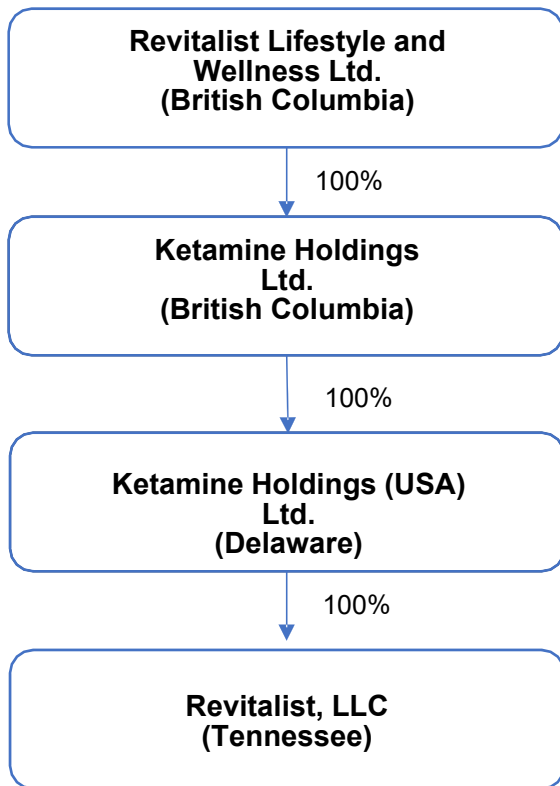 Revitalist Lifestyle and
Wellness Ltd.
(British Columbia)
100%
Ketamine Holdings
Ltd.
(British Columbia)
100%
Ketamine Holdings (USA)
Ltd.
(Delaware)
100%
Revitalist, LLC
(Tennessee)